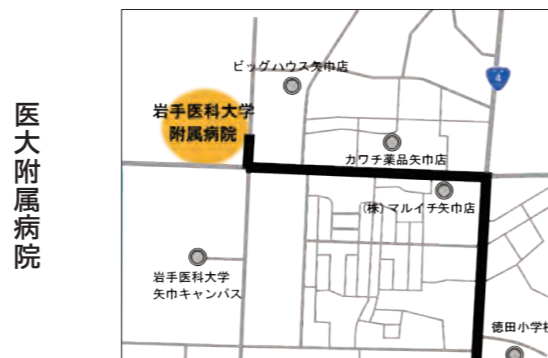 医大附属病院
ビッグハウス矢巾店
4
岩手医科大学
附属病院
カワチ薬品矢巾店
(株)マルイチ矢巾店
岩手医科大学
矢巾キャンパス
徳田小学校